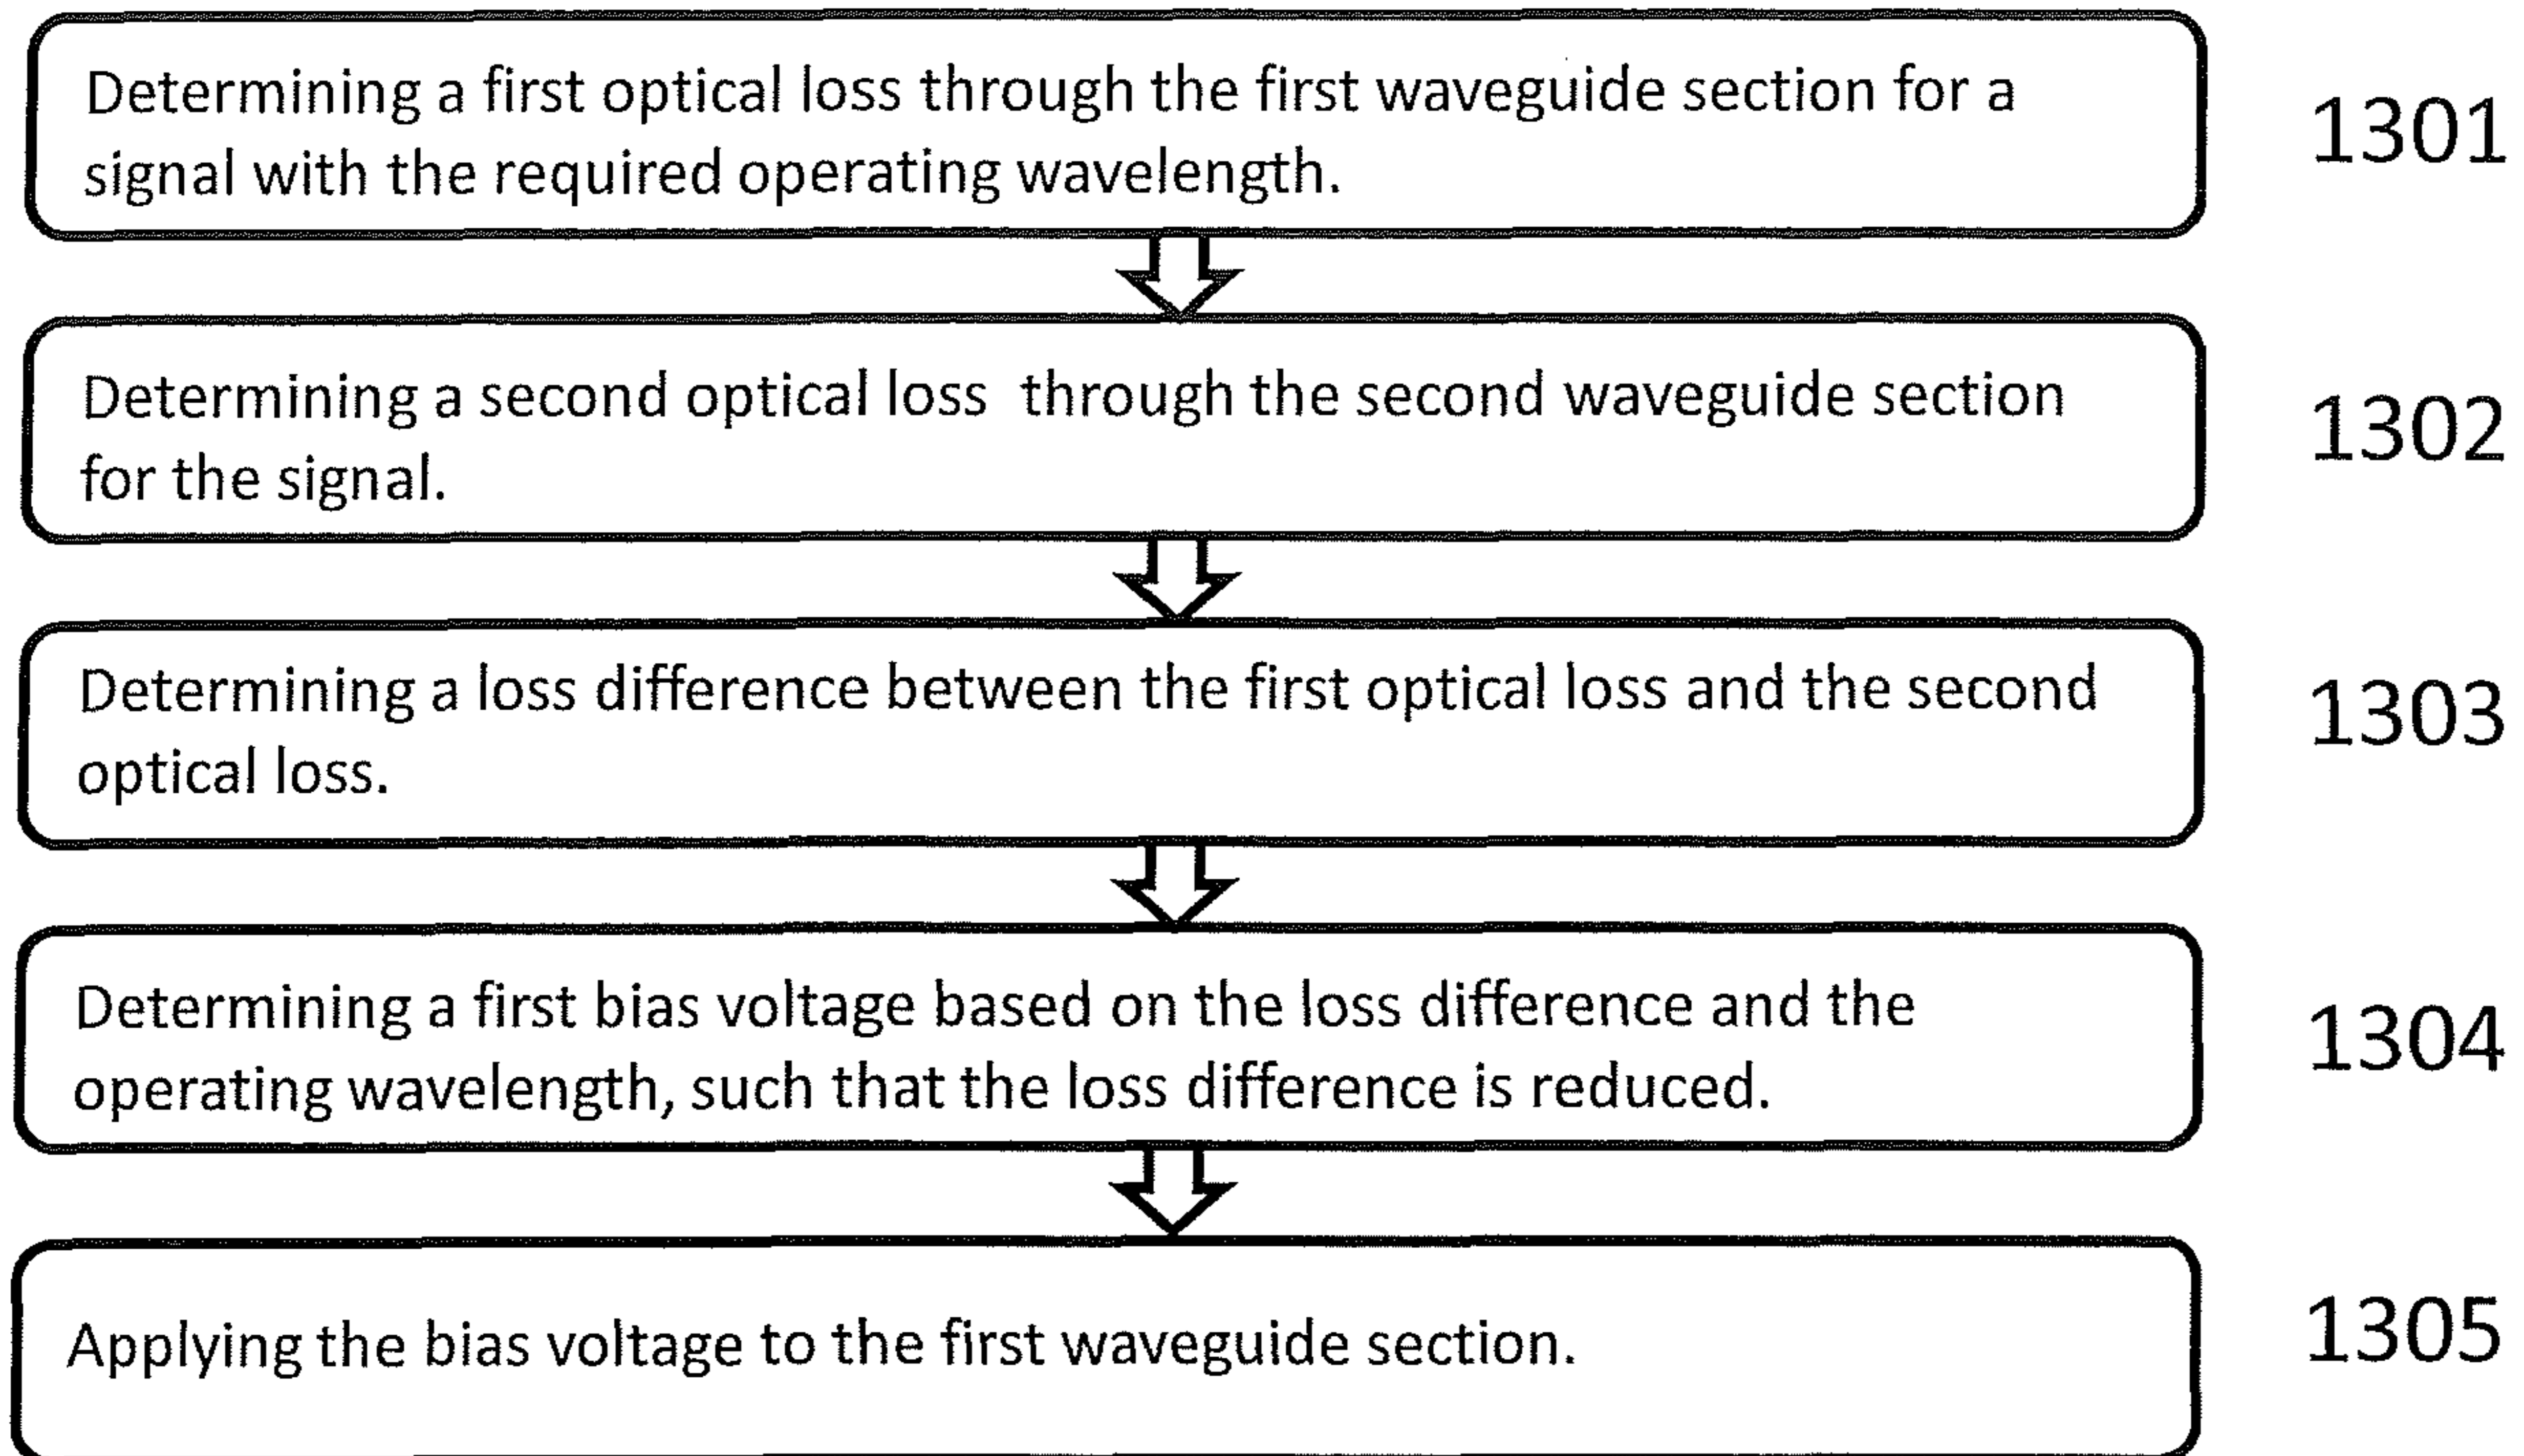 Determining a first optical loss through the first waveguide section for a
signal with the required operating wavelength.
1301
Determining a second optical loss through the second waveguide section
for the signal.
1302
Determining a loss difference between the first optical loss and the second
optical loss.
1303
Determining a first bias voltage based on the loss difference and the
operating wavelength, such that the loss difference is reduced.
1304
Applying the bias voltage to the first waveguide section.
1305